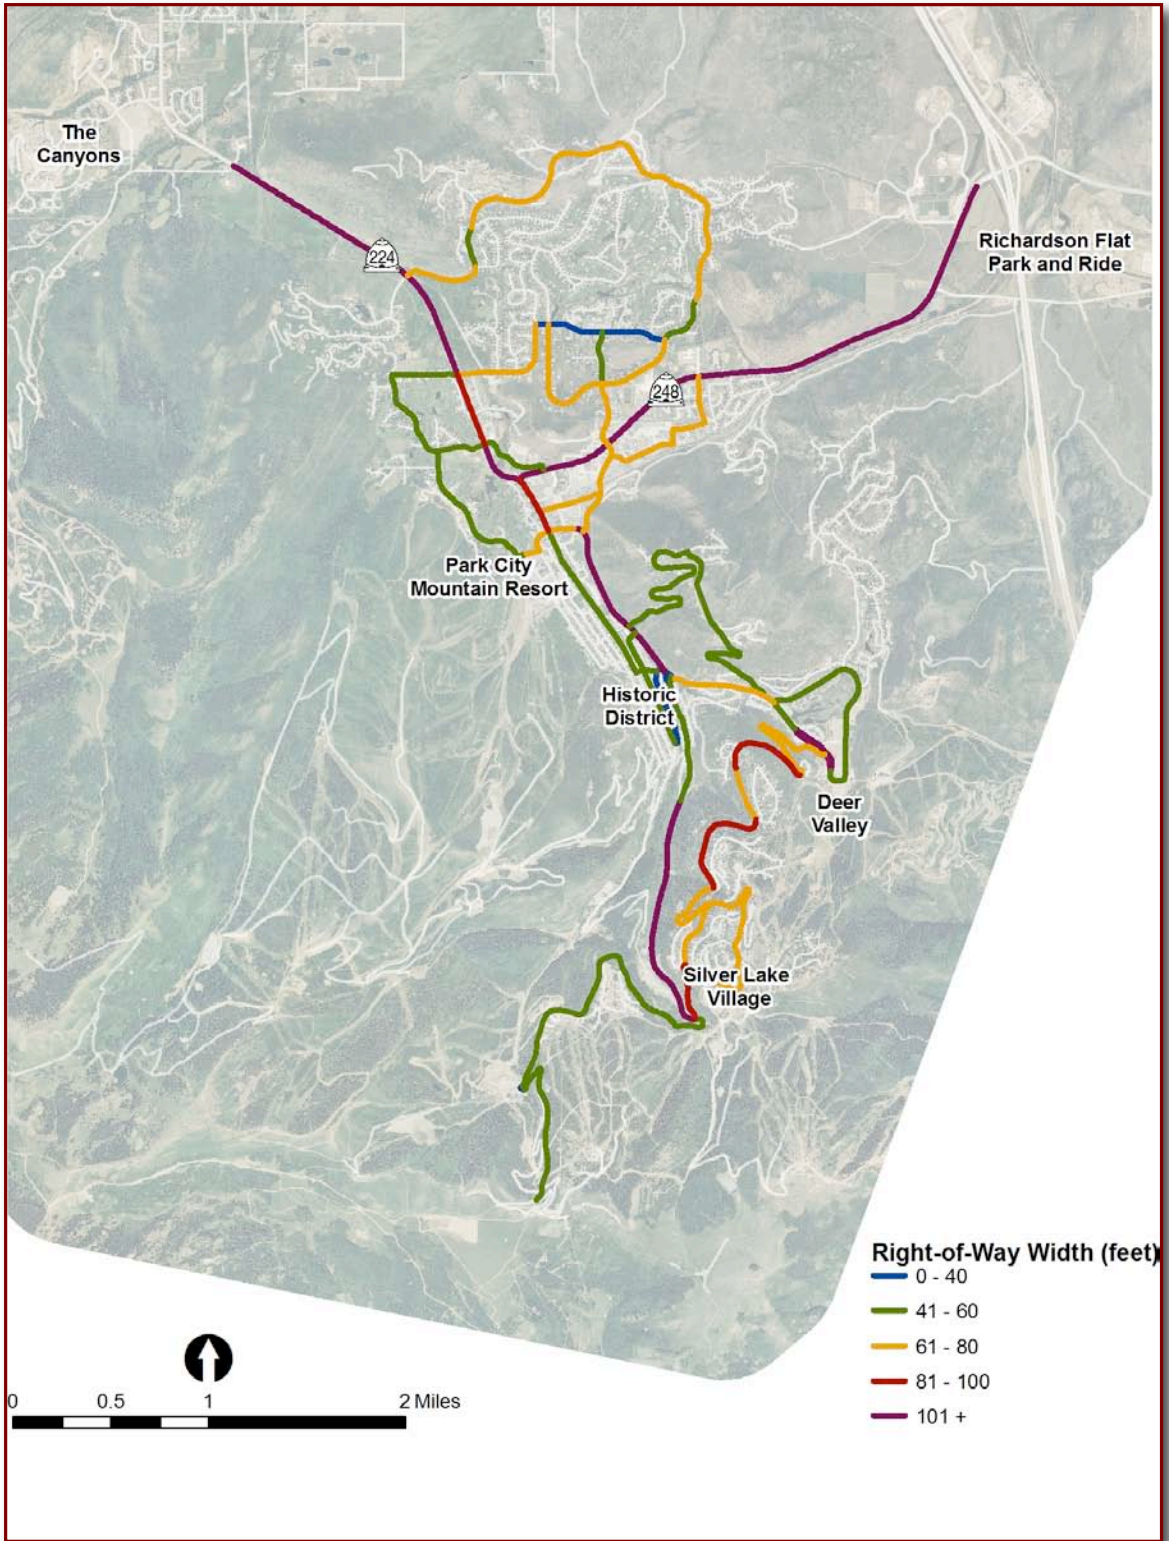 The
Canyons
224
Richardson Flat
Park and Ride
248
Park City
Mountain Resort
Historic
District
Deer
Valley
Silver Lake
Village
Right-of-Way Width (feet)
0 - 40
41 - 60
61 - 80
81 - 100
101 +
0 0.5 1 2 Miles